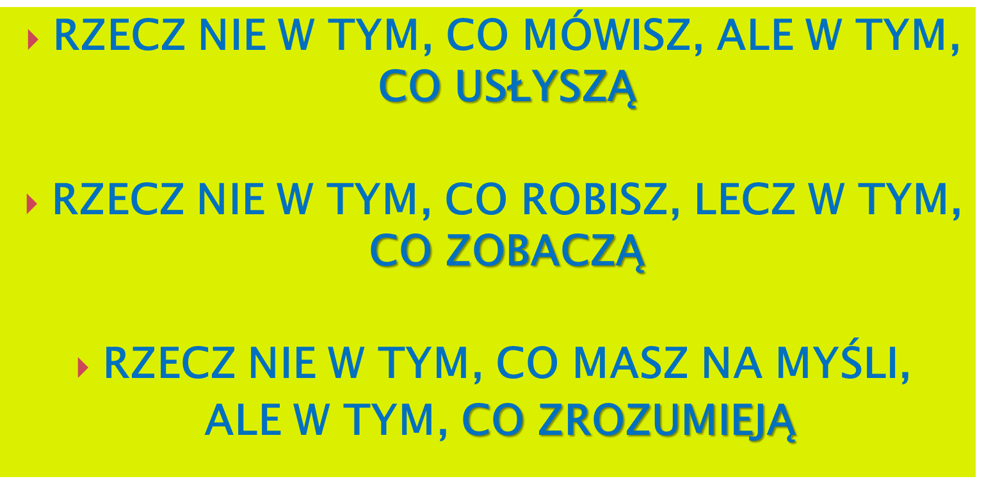 RZECZ NIE W TYM, CO MÓWISZ, ALE W TYM,
CO USŁYSZĄ
RZECZ NIE W TYM, CO ROBISZ, LECZ W TYM,
CO ZOBACZĄ
RZECZ NIE W TYM, CO MASZ NA MYŚLI,
ALE W TYM, CO ZROZUMIEJĄ